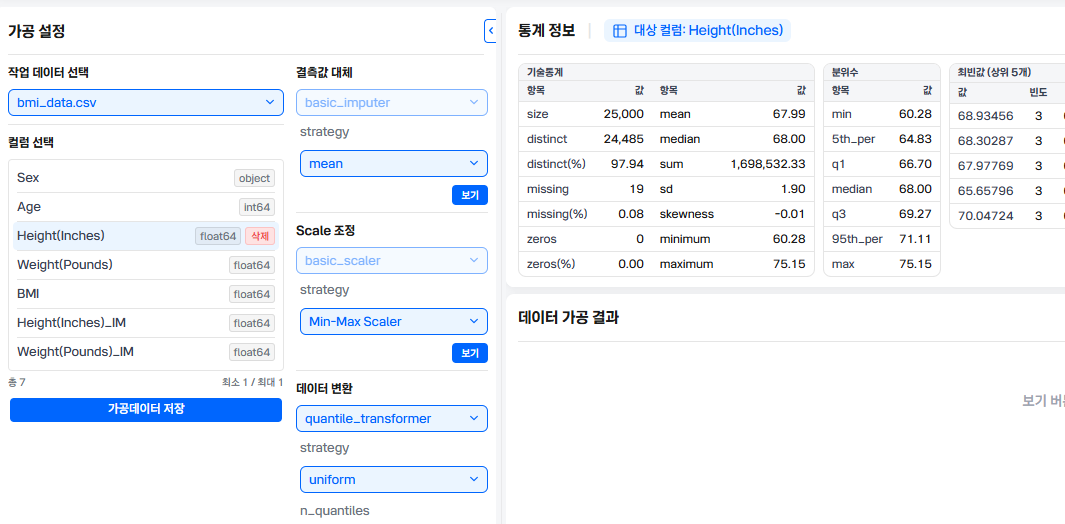 가공 설정
작업 데이터 선택
bmi_data.csv
컬럼 선택
Sex object
Age int64
Height(Inches) float64 삭제
Weight(Pounds) float64
BMI float64
Height(Inches)_IM float64
Weight(Pounds)_IM float64
총 7 최소 1 / 최대 1
가공데이터 저장
결측값 대체
basic_imputer
strategy
mean
보기
Scale 조정
basic_scaler
strategy
Min-Max Scaler
보기
데이터 변환
quantile_transformer
strategy
uniform
n_quantiles
통계 정보 대상 컬럼: Height(Inches)
기술통계
항목 값 항목 값
size 25,000 mean 67.99
distinct 24,485 median 68.00
distinct(%) 97.94 sum 1,698,532.33
missing 19 sd 1.90
missing(%) 0.08 skewness -0.01
zeros 0 minimum 60.28
zeros(%) 0.00 maximum 75.15
분위수
항목 값
min 60.28
5th_per 64.83
q1 66.70
median 68.00
q3 69.27
95th_per 71.11
max 75.15
최빈값 (상위 5개)
값 빈도
68.93456 3
68.30287 3
67.97769 3
65.65796 3
70.04724 3
데이터 가공 결과
보기